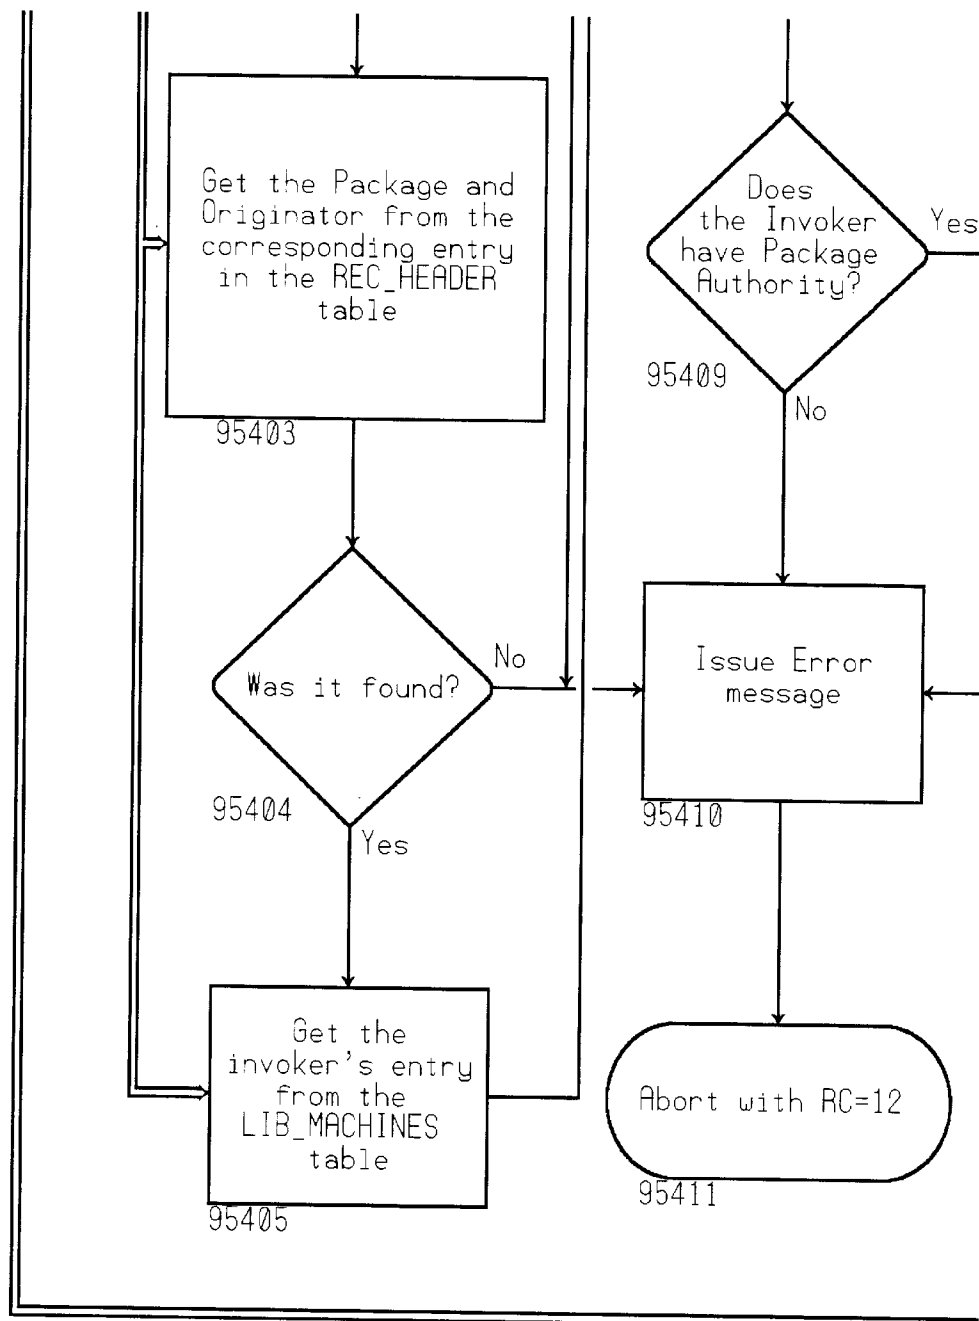 Get the Package and
Originator from the
corresponding entry
in the REC_HEADER
table
95403
Was it found?
No
95404
Yes
Get the
invoker's entry
from the
LIB_MACHINES
table
95405
Does
the Invoker
have Package
Authority?
Yes
95409
No
Issue Error
message
95410
Abort with RC=12
95411